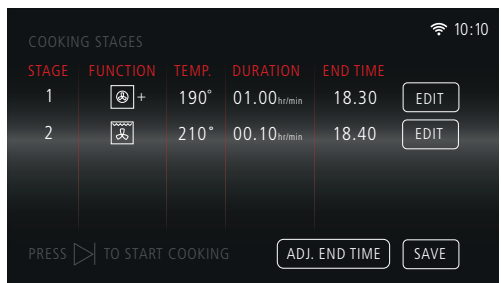 10:10
COOKING STAGES
STAGE FUNCTION TEMP. DURATION END TIME
1 + 190° 01.00hr/min 18.30 EDIT
2 210° 00.10hr/min 18.40 EDIT
PRESS TO START COOKING ADJ. END TIME SAVE